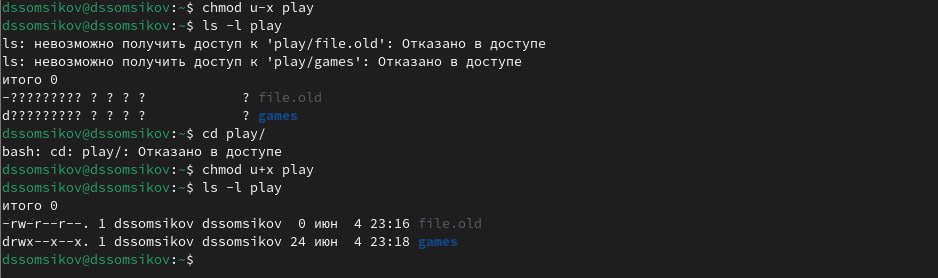 dssomsikov@dssomsikov:~$ chmod u-x play
dssomsikov@dssomsikov:~$ ls -l play
ls: невозможно получить доступ к 'play/file.old': Отказано в доступе
ls: невозможно получить доступ к 'play/games': Отказано в доступе
итого 0
-????????? ? ? ? ?            ? file.old
d????????? ? ? ? ?            ? games
dssomsikov@dssomsikov:~$ cd play/
bash: cd: play/: Отказано в доступе
dssomsikov@dssomsikov:~$ chmod u+x play
dssomsikov@dssomsikov:~$ ls -l play
итого 0
-rw-r--r--. 1 dssomsikov dssomsikov  0 июн  4 23:16 file.old
drwx--x--x. 1 dssomsikov dssomsikov 24 июн  4 23:18 games
dssomsikov@dssomsikov:~$